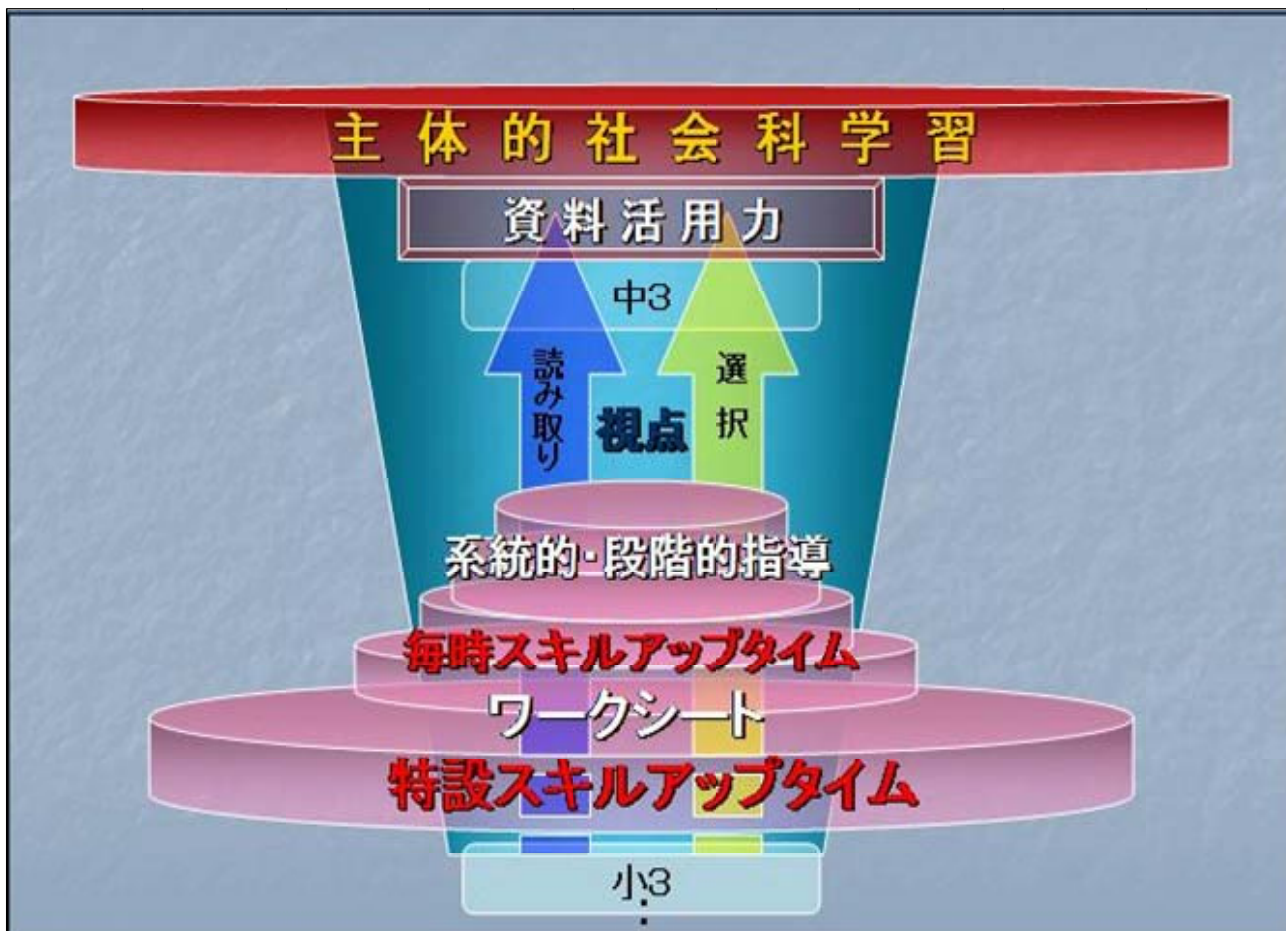 主体的社会科学習
資料活用力
中3
読み取り
視点
選択
系統的・段階的指導
毎時スキルアップタイム
ワークシート
特設スキルアップタイム
小3